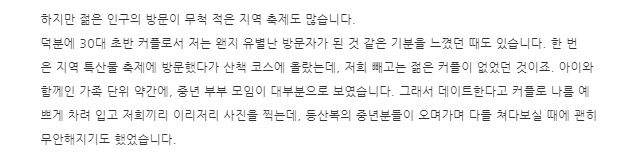 하지만 젊은 인구의 방문이 무척 적은 지역 축제도 많습니다.
덕분에 30대 초반 커플로서 저는 왠지 유별난 방문자가 된 것 같은 기분을 느꼈던 때도 있습니다. 한 번
은 지역 특산물 축제에 방문했다가 산책 코스에 올랐는데, 저희 빼고는 젊은 커플이 없었던 것이죠. 아이와
함께인 가족 단위 약간에, 중년 부부 모임이 대부분으로 보였습니다. 그래서 데이트한다고 커플로 나름 예
쁘게 차려 입고 저희끼리 이리저리 사진을 찍는데, 등산복의 중년분들이 오며가며 다들 쳐다보실 때에 괜히
무안해지기도 했었습니다.